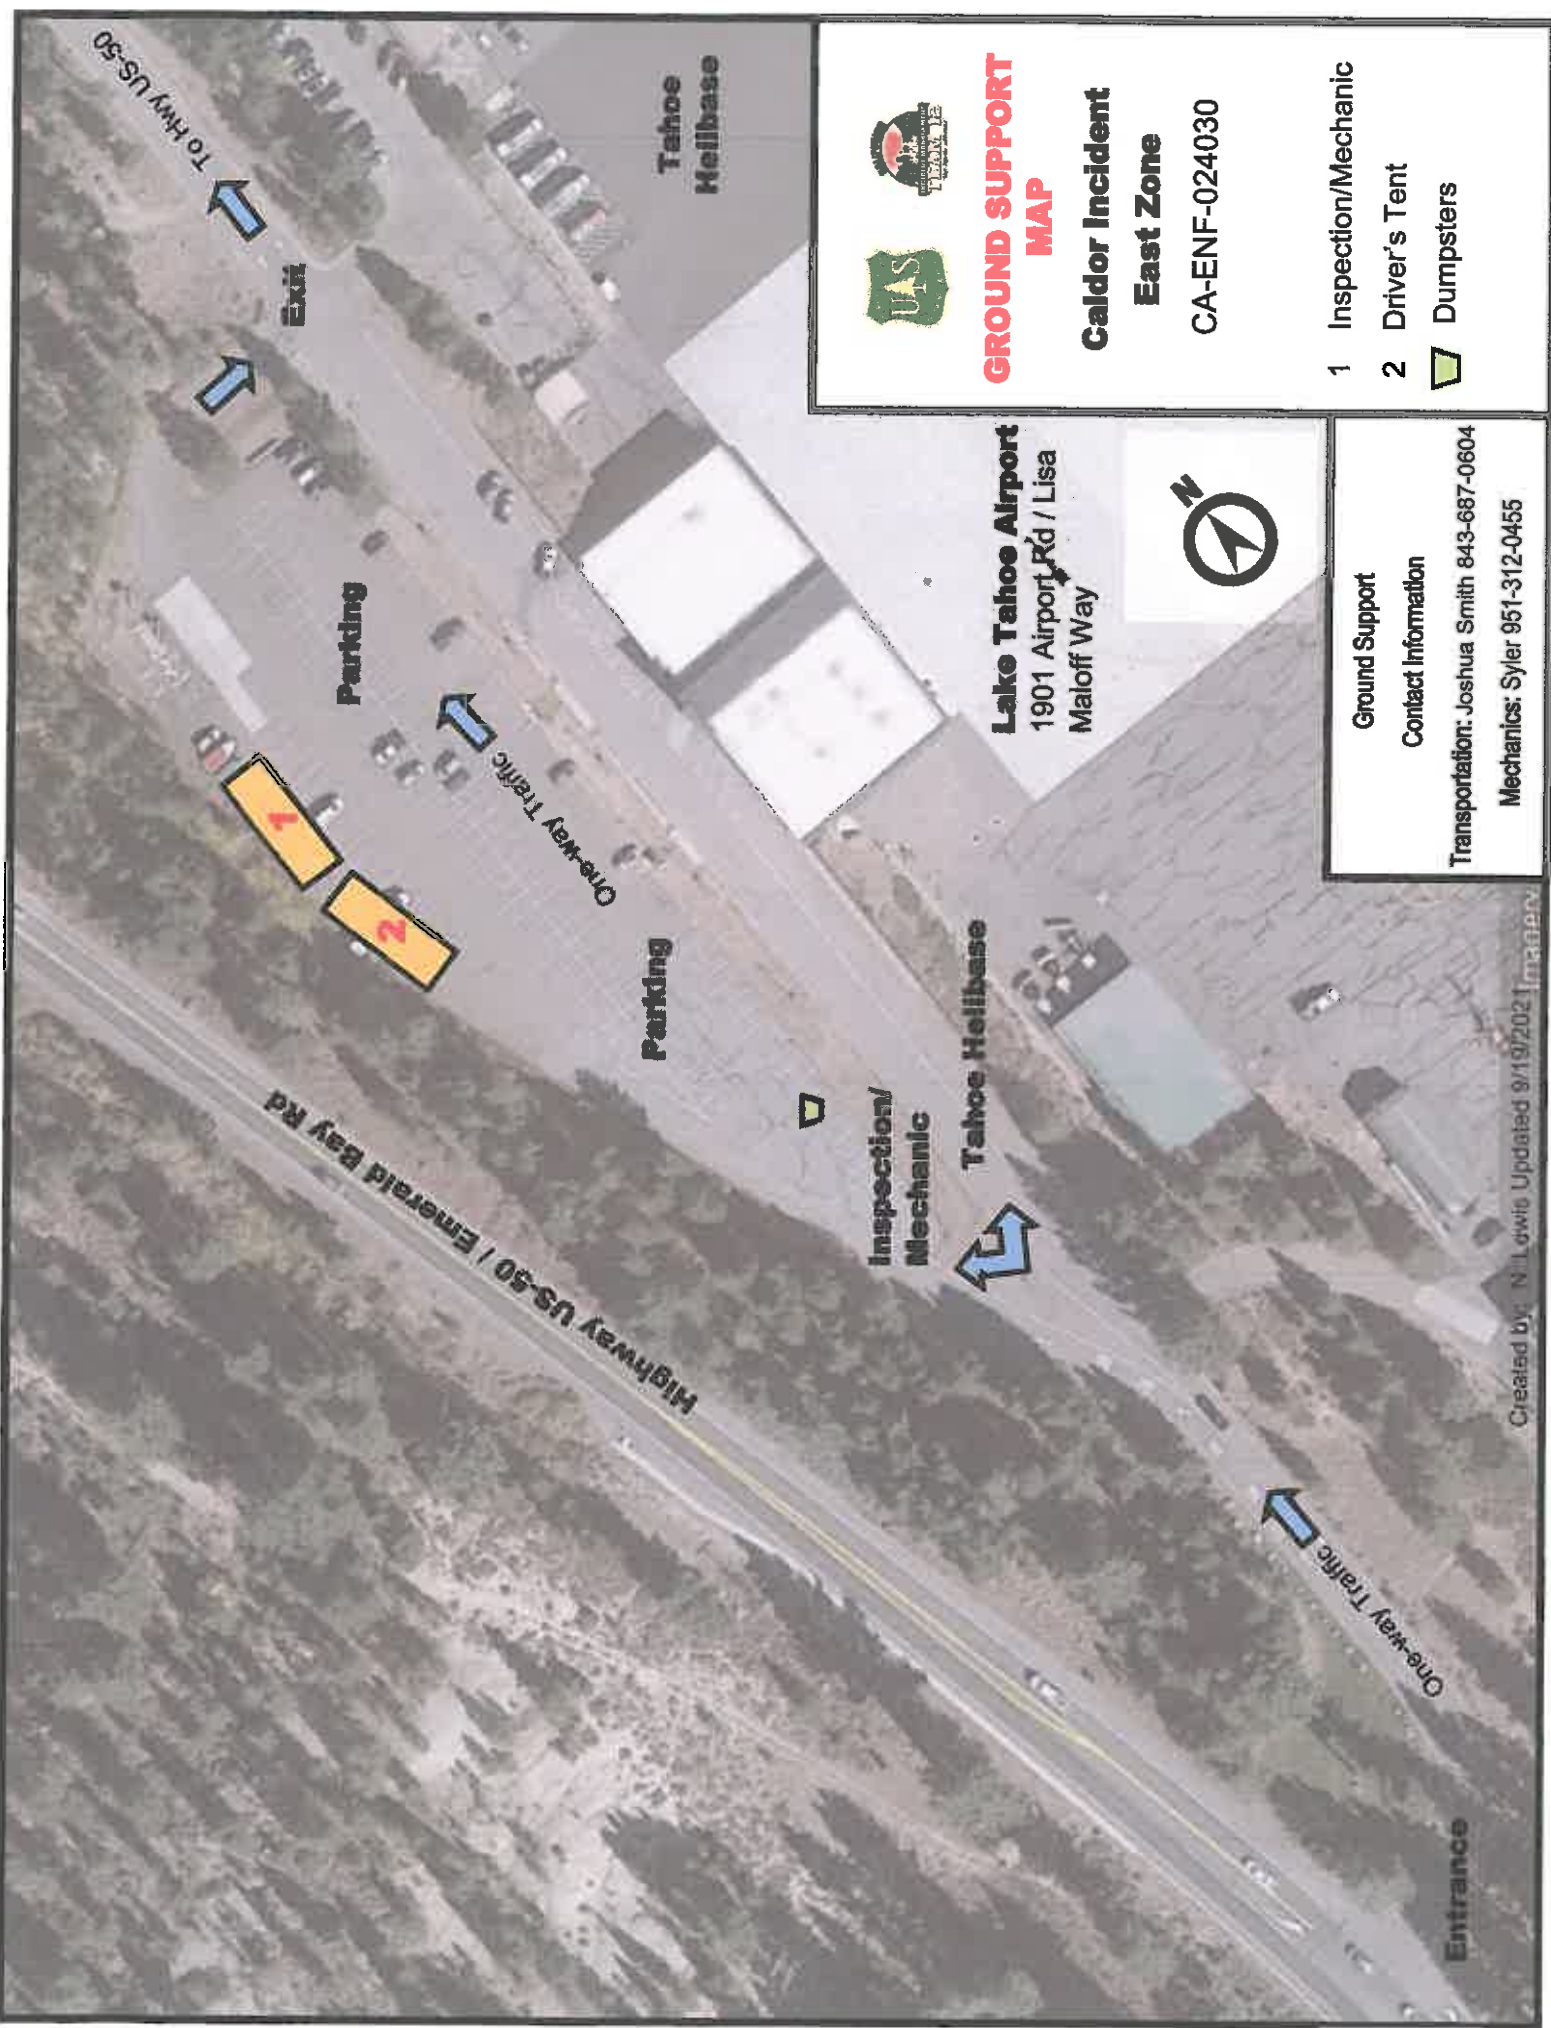 To Hwy US-50
Exit
Tahoe
Helibase
Parking
1
2
One-way Traffic
Parking
Highway US-50 / Emerald Bay Rd
Inspection/
Mechanic
Tahoe Helibase
One-way Traffic
Entrance
Lake Tahoe Airport
1901 Airport Rd / Lisa
Maloff Way
N
UAS
TEAM 12
GROUND SUPPORT
MAP
Caldor Incident
East Zone
CA-ENF-024030
1 Inspection/Mechanic
2 Driver's Tent
Dumpsters
Ground Support
Contact Information
Transportation: Joshua Smith 843-687-0604
Mechanics: Syler 951-312-0455
Created by: N. Lewis Updated 9/19/2021